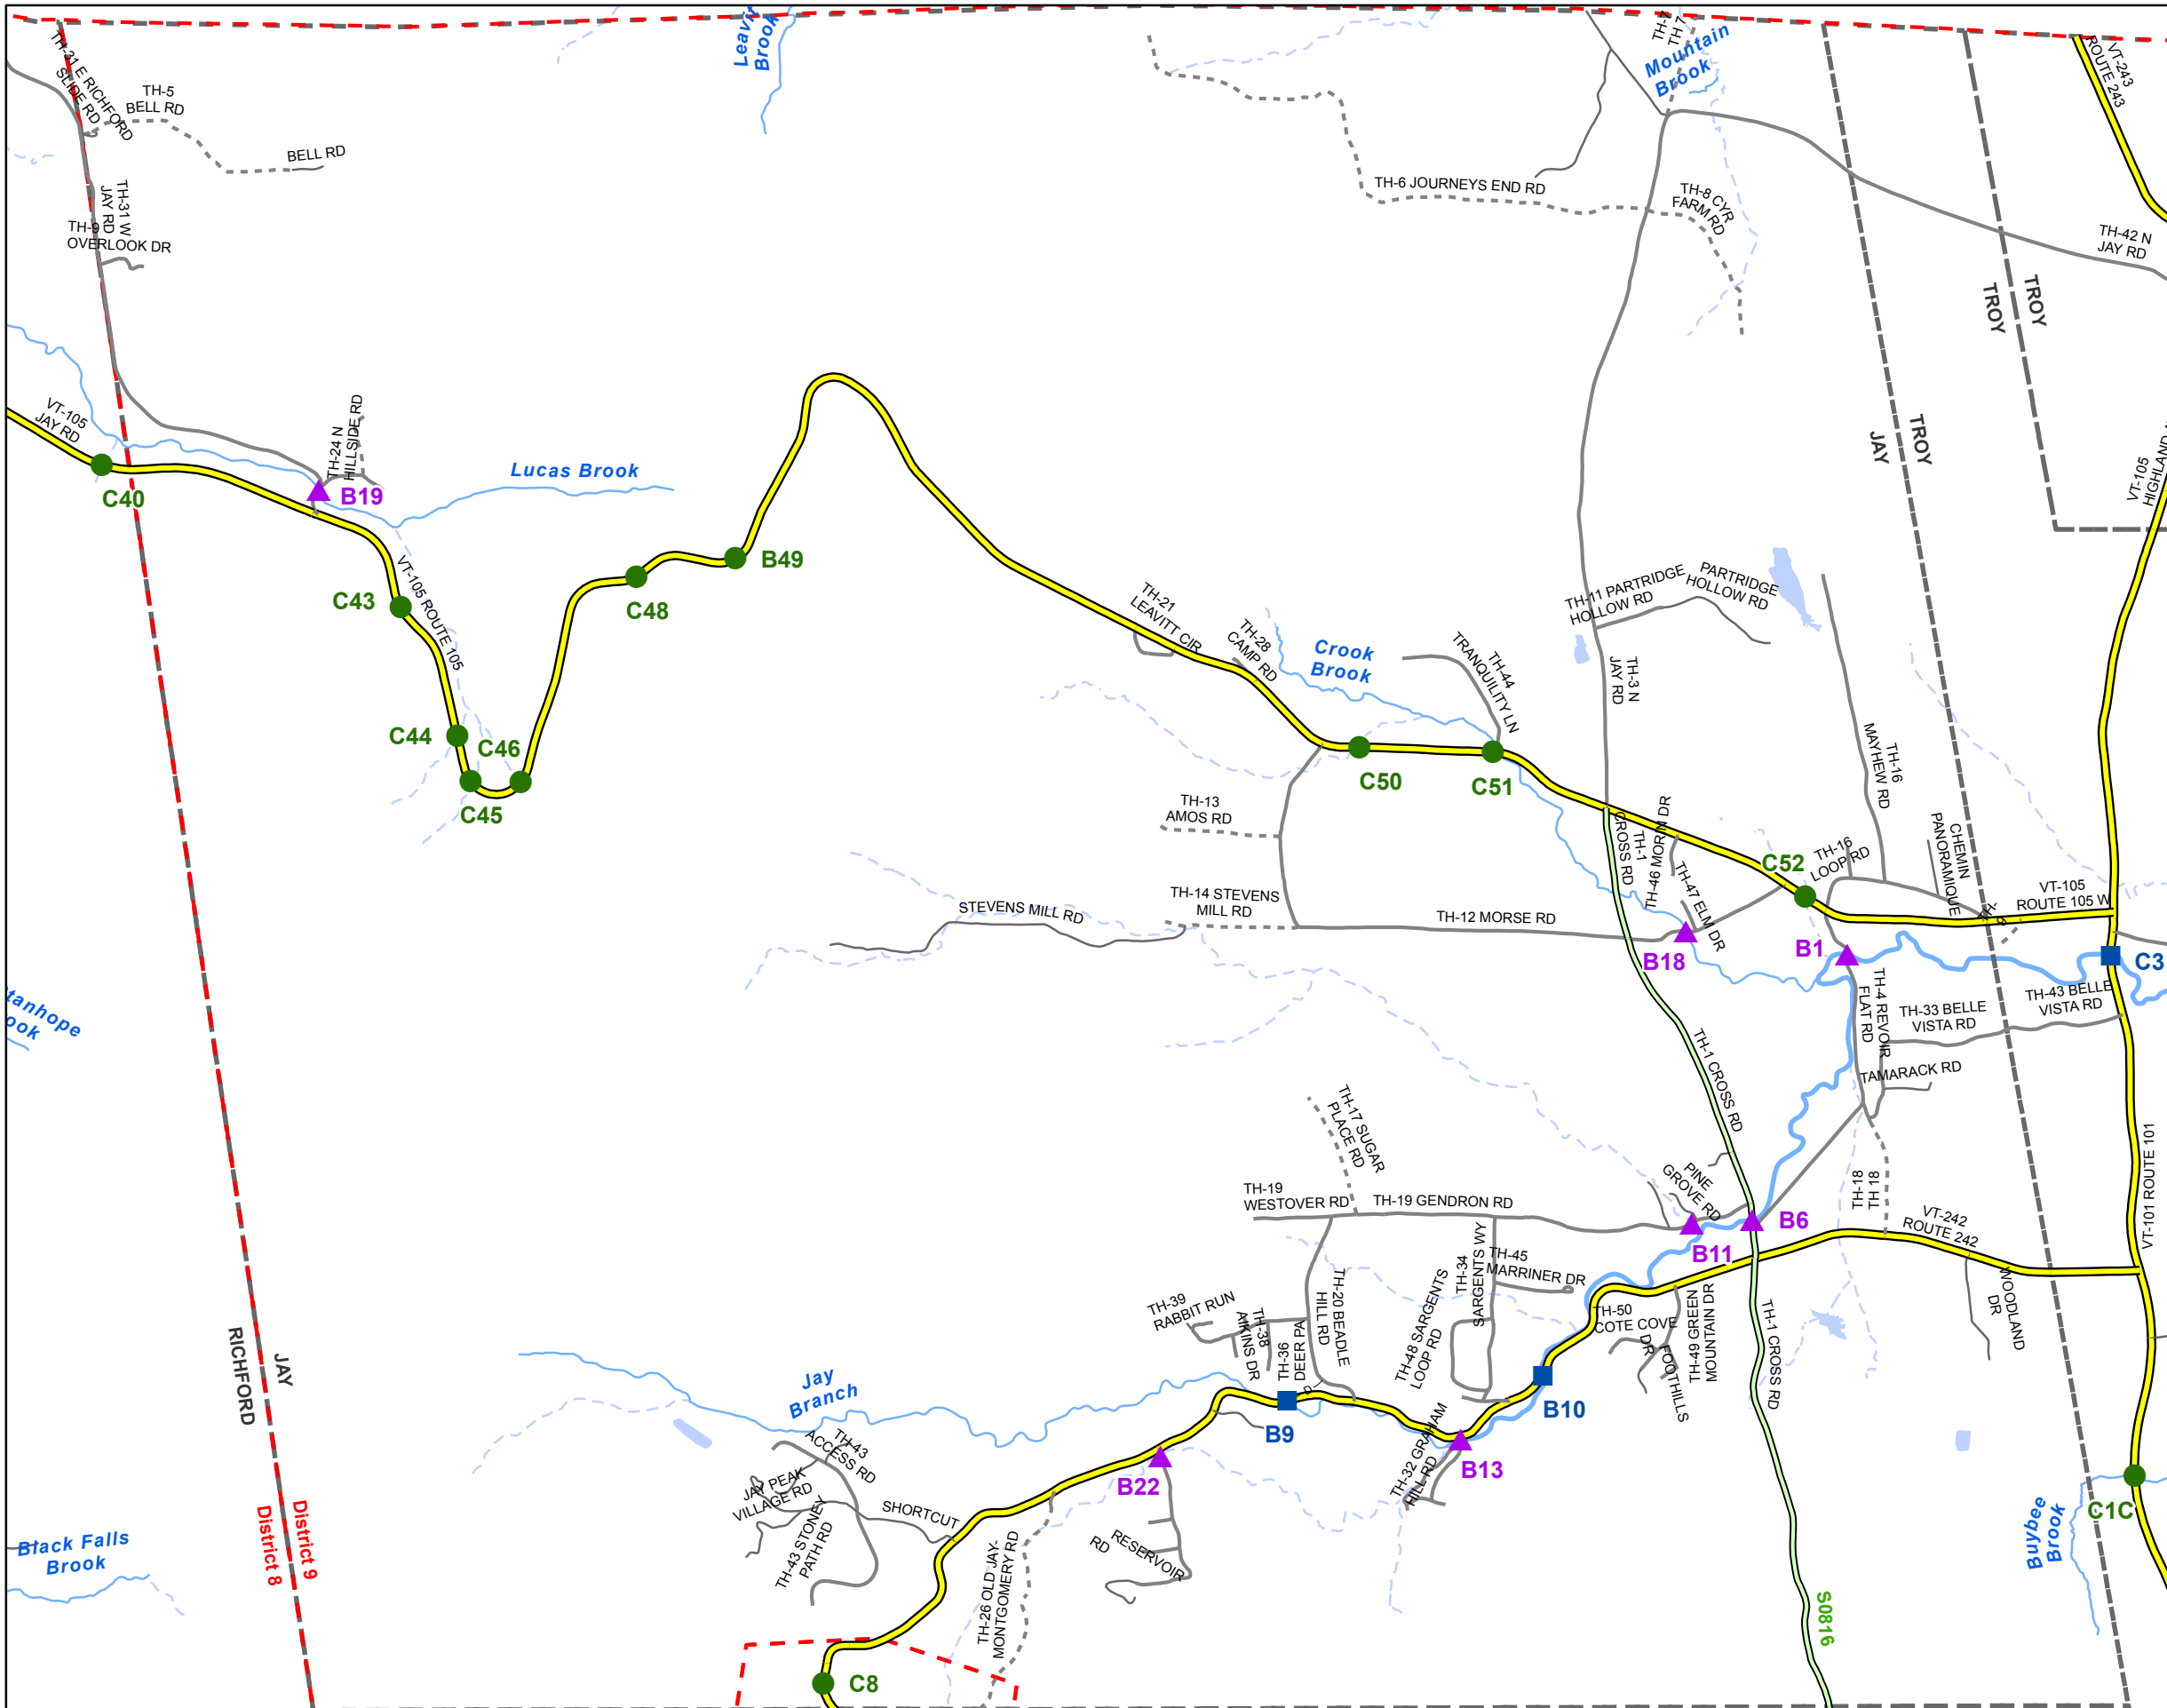 Leavitt
Brook
TH-7
TH 7
Mountain
Brook
VT-243
ROUTE 243
TH-31 E RICHFORD
SLIDE RD
TH-5
BELL RD
BELL RD
TH-31 W
JAY RD
TH-9
OVERLOOK DR
TH-6 JOURNEYS END RD
TH-8 CYR
FARM RD
TH-42 N
JAY RD
TROY
TROY
TROY
JAY
VT-105
JAY RD
TH-24 N
HILLSIDE RD
Lucas Brook
C40
B19
VT-105
HIGHLAND
C43
VT-105 ROUTE 105
C48
B49
TH-21
LEAVITT CIR
TH-28
CAMP RD
Crook
Brook
TH-44
TRANQUILITY LN
TH-11 PARTRIDGE
HOLLOW RD
PARTRIDGE
HOLLOW RD
TH-3 N
JAY RD
TH-16
MAYHEW RD
C44
C46
C45
C50
C51
TH-13
AMOS RD
TH-1
CROSS RD
TH-46 MORIN DR
TH-47 ELM DR
C52
TH-16
LOOP RD
CHEMIN
PANORAMIQUE
VT-105
ROUTE 105 W
STEVENS MILL RD
TH-14 STEVENS
MILL RD
TH-12 MORSE RD
B18
B1
C3
TH-4 REVOIR
FLAT RD
TH-33 BELLE
VISTA RD
TH-43 BELLE
VISTA RD
TAMARACK RD
TH-1 CROSS RD
tanhope
ook
TH-17 SUGAR
PLACE RD
TH-19
WESTOVER RD
TH-19 GENDRON RD
PINE
GROVE RD
B11
B6
TH-18
TH 18
VT-242
ROUTE 242
VT-101 ROUTE 101
TH-34
SARGENTS WY
TH-45
MARRINER DR
TH-39
RABBIT RUN
TH-38
AIKINS DR
TH-36
DEER PA
TH-20 BEADLE
HILL RD
TH-48 SARGENTS
LOOP RD
TH-50
COTE COVE
DR
FOOTHILLS
TH-49 GREEN
MOUNTAIN DR
TH-1 CROSS RD
WOODLAND
DR
JAY
RICHFORD
Jay
Branch
B9
B10
B13
B22
TH-32 GRAHAM
HILL RD
TH-43
ACCESS RD
JAY PEAK
VILLAGE RD
TH-43 STONEY
PATH RD
SHORTCUT
TH-26 OLD JAY-
MONTGOMERY RD
RESERVOIR
RD
C1C
Buybee
Brook
District 9
District 8
Black Falls
Brook
C8
S0816